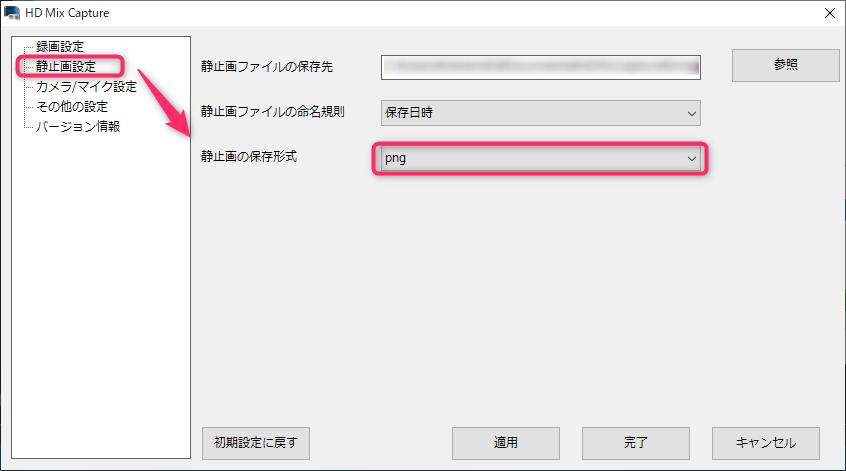 HD Mix Capture
録画設定
静止画設定
カメラ/マイク設定
その他の設定
バージョン情報
静止画ファイルの保存先
参照
静止画ファイルの命名規則
保存日時
静止画の保存形式
png
初期設定に戻す
適用
完了
キャンセル